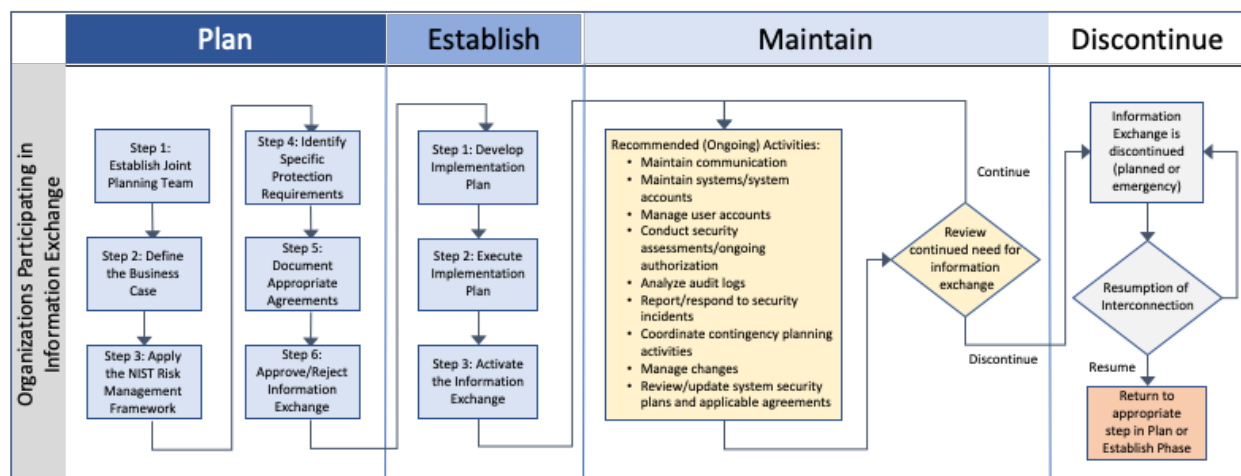 Plan
Establish
Maintain
Discontinue
Organizations Participating in
Information Exchange
Step 1:
Establish Joint
Planning Team
Step 2: Define
the Business
Case
Step 3: Apply
the NIST Risk
Management
Framework
Step 4: Identify
Specific
Protection
Requirements
Step 5:
Document
Appropriate
Agreements
Step 6:
Approve/Reject
Information
Exchange
Step 1: Develop
Implementation
Plan
Step 2: Execute
Implementation
Plan
Step 3: Activate
the Information
Exchange
Recommended (Ongoing) Activities:
• Maintain communication
• Maintain systems/system
accounts
• Manage user accounts
• Conduct security
assessments/ongoing
authorization
• Analyze audit logs
• Report/respond to security
incidents
• Coordinate contingency planning
activities
• Manage changes
• Review/update system security
plans and applicable agreements
Continue
Review
continued need for
information
exchange
Discontinue
Information
Exchange is
discontinued
(planned or
emergency)
Resumption of
Interconnection
Resume
Return to
appropriate
step in Plan or
Establish Phase